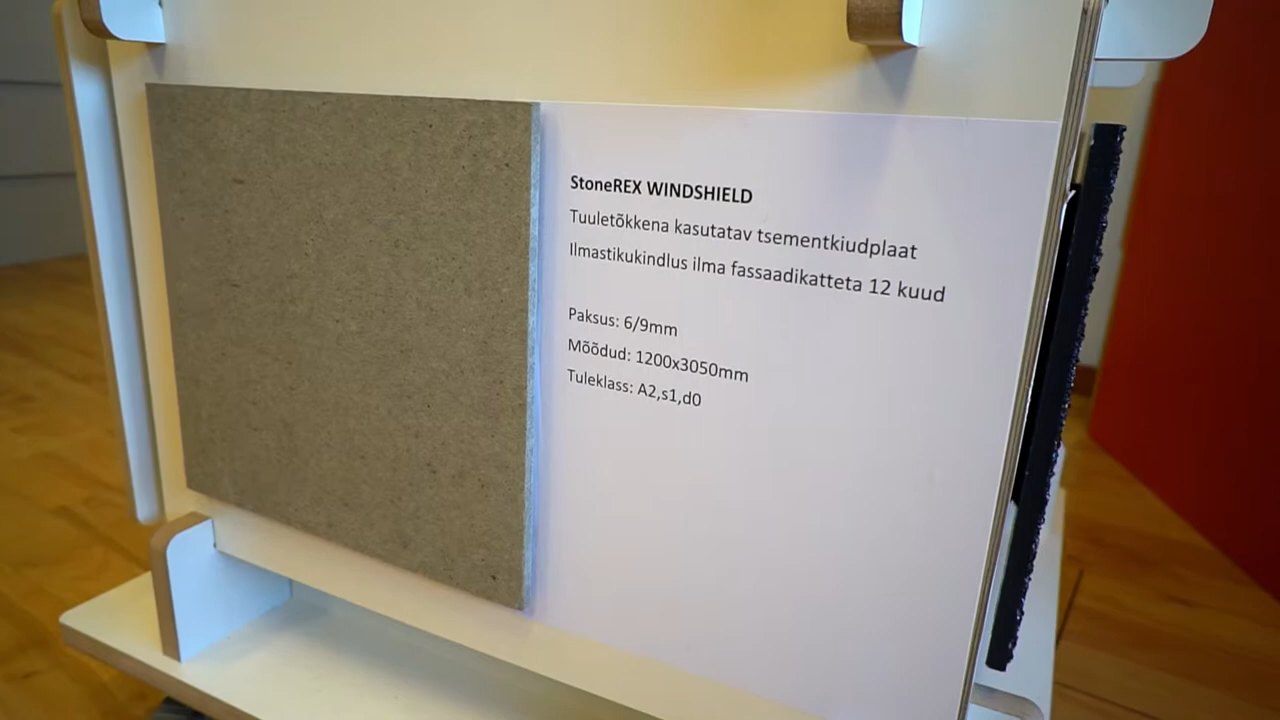 StoneREX WINDSHIELD
Tuuletõkkena kasutatav tsementkiudplaat
Ilmastikukindlus ilma fassaadikatteta 12 kuud
Paksus: 6/9mm
Mõõdud: 1200x3050mm
Tuleklass: A2,s1,d0